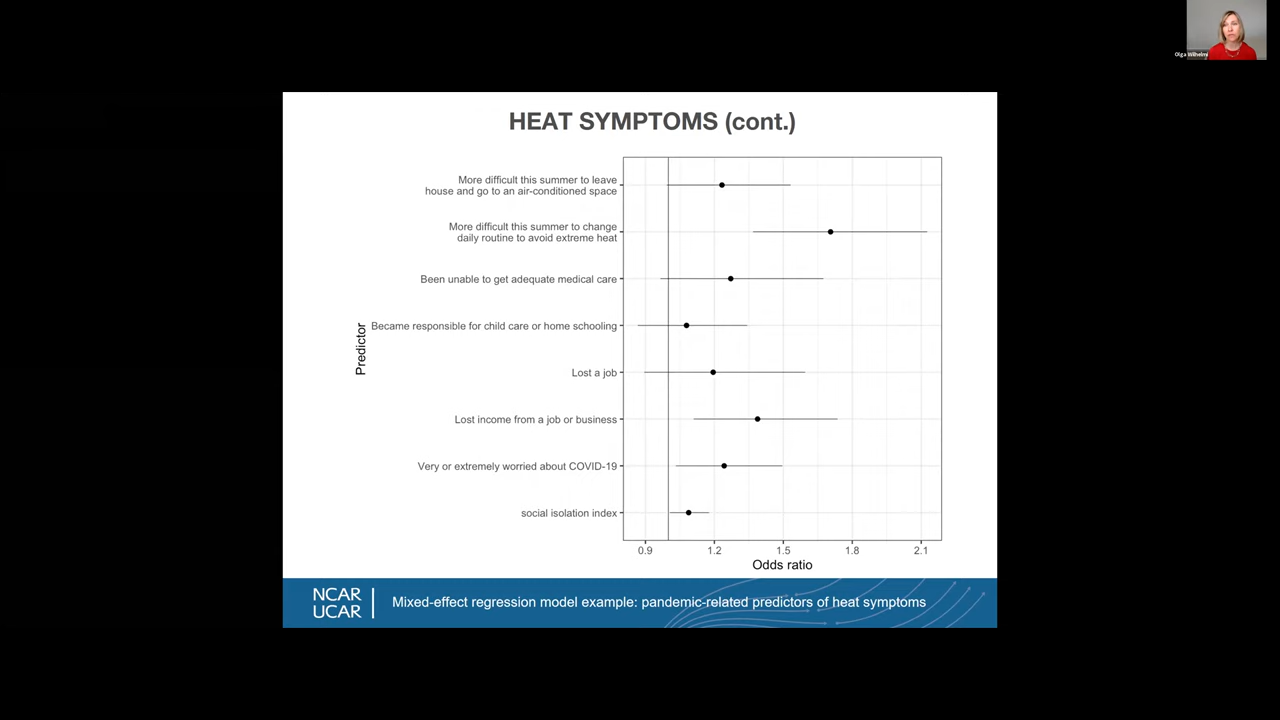 Olga Wilhelmi
HEAT SYMPTOMS (cont.)
More difficult this summer to leave
house and go to an air-conditioned space
More difficult this summer to change
daily routine to avoid extreme heat
Been unable to get adequate medical care
Became responsible for child care or home schooling
Lost a job
Lost income from a job or business
Very or extremely worried about COVID-19
social isolation index
Predictor
0.9 1.2 1.5 1.8 2.1
Odds ratio
NCAR
UCAR
Mixed-effect regression model example: pandemic-related predictors of heat symptoms